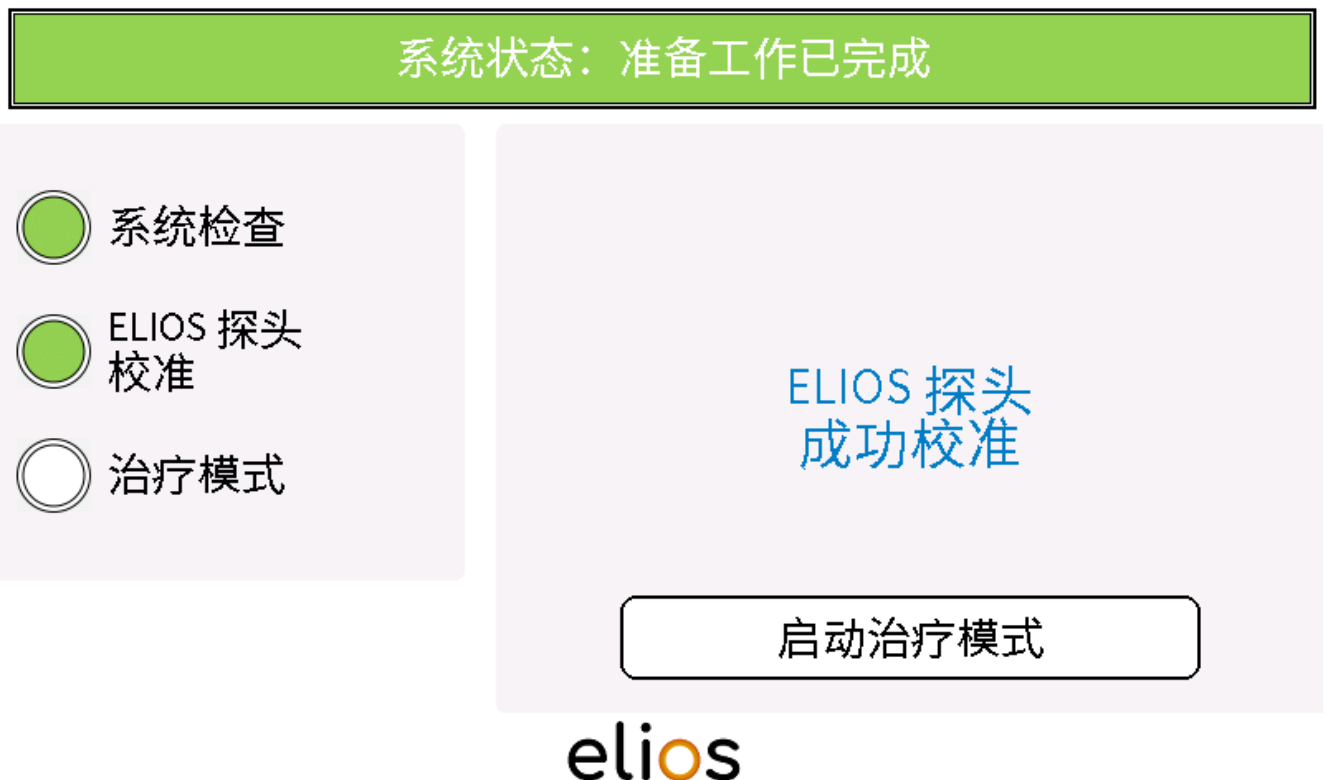 系统状态：准备工作已完成
系统检查
ELIOS 探头
校准
治疗模式
ELIOS 探头
成功校准
启动治疗模式
elios